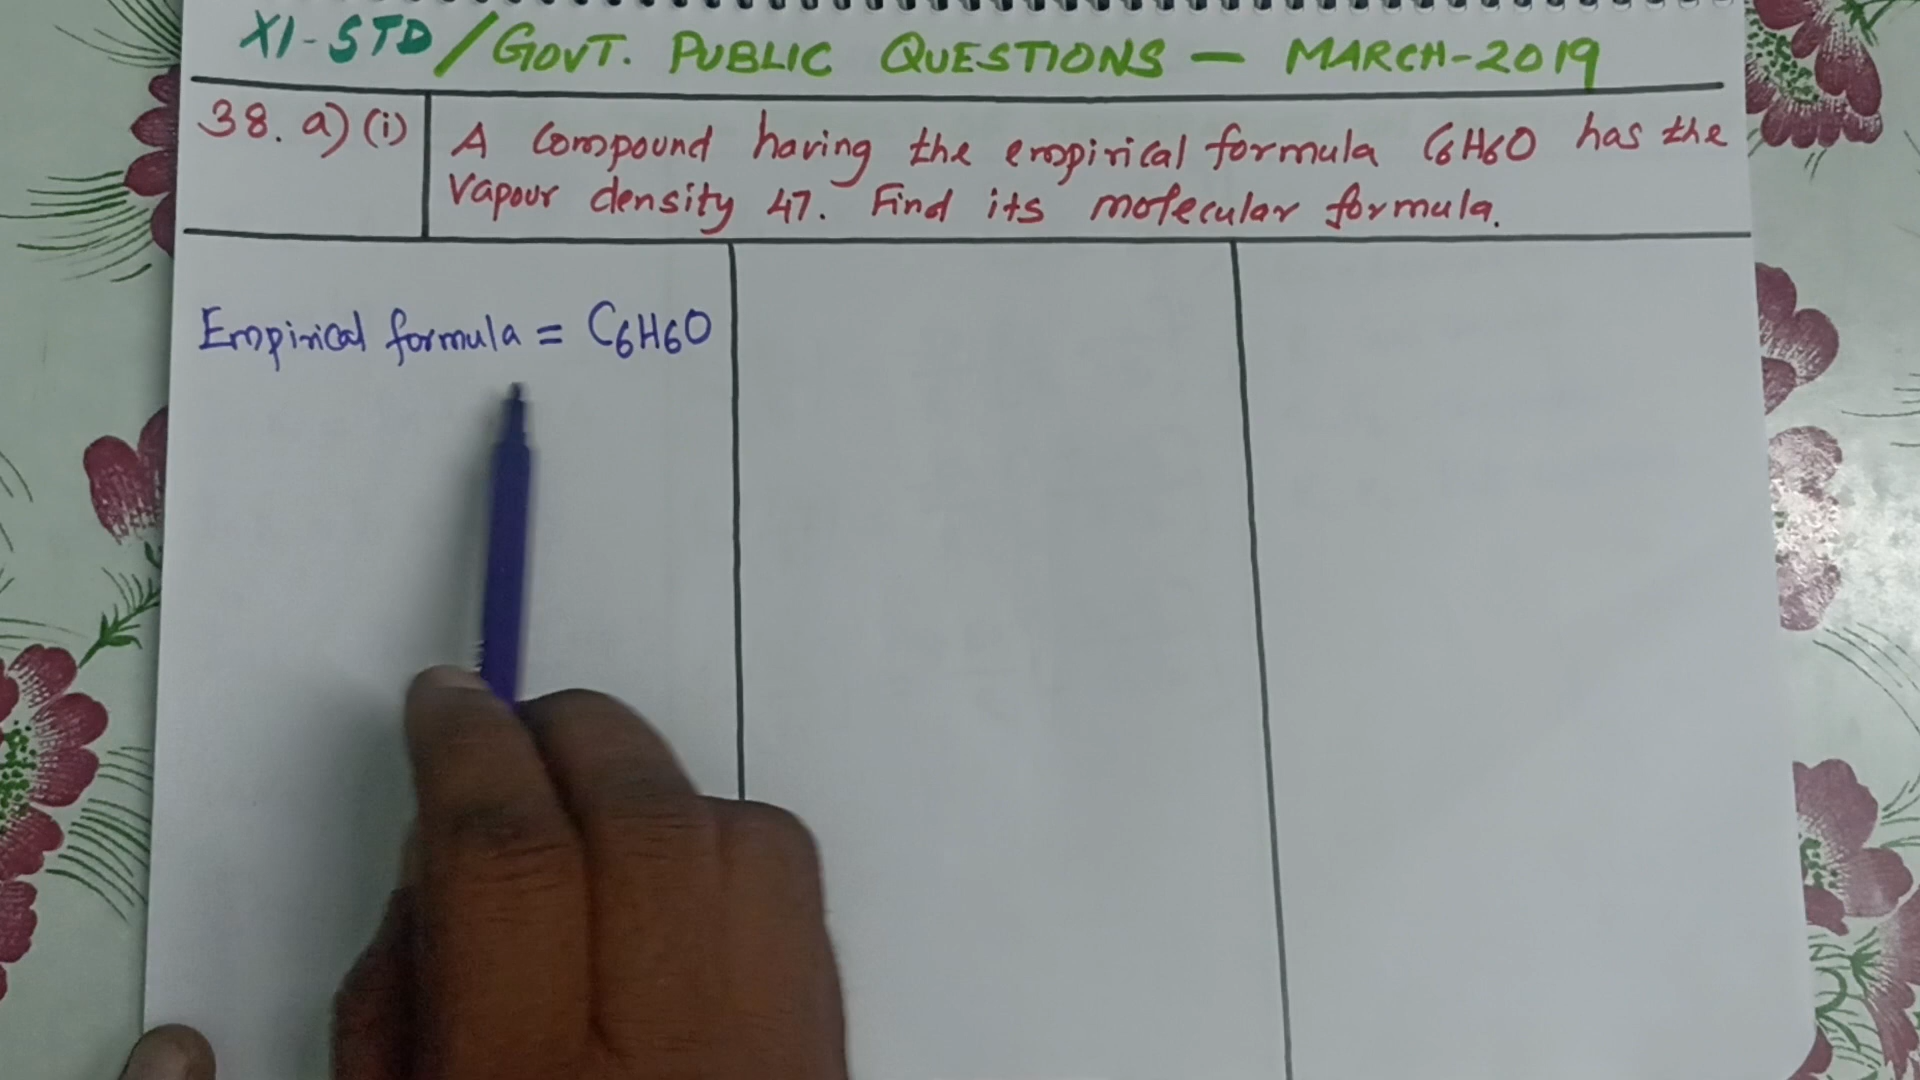 XI-STD/GOVT. PUBLIC QUESTIONS — MARCH-2019
38. a) (i) A compound having the empirical formula C6H6O has the
vapour density 47. Find its molecular formula.
Empirical formula = C6H6O